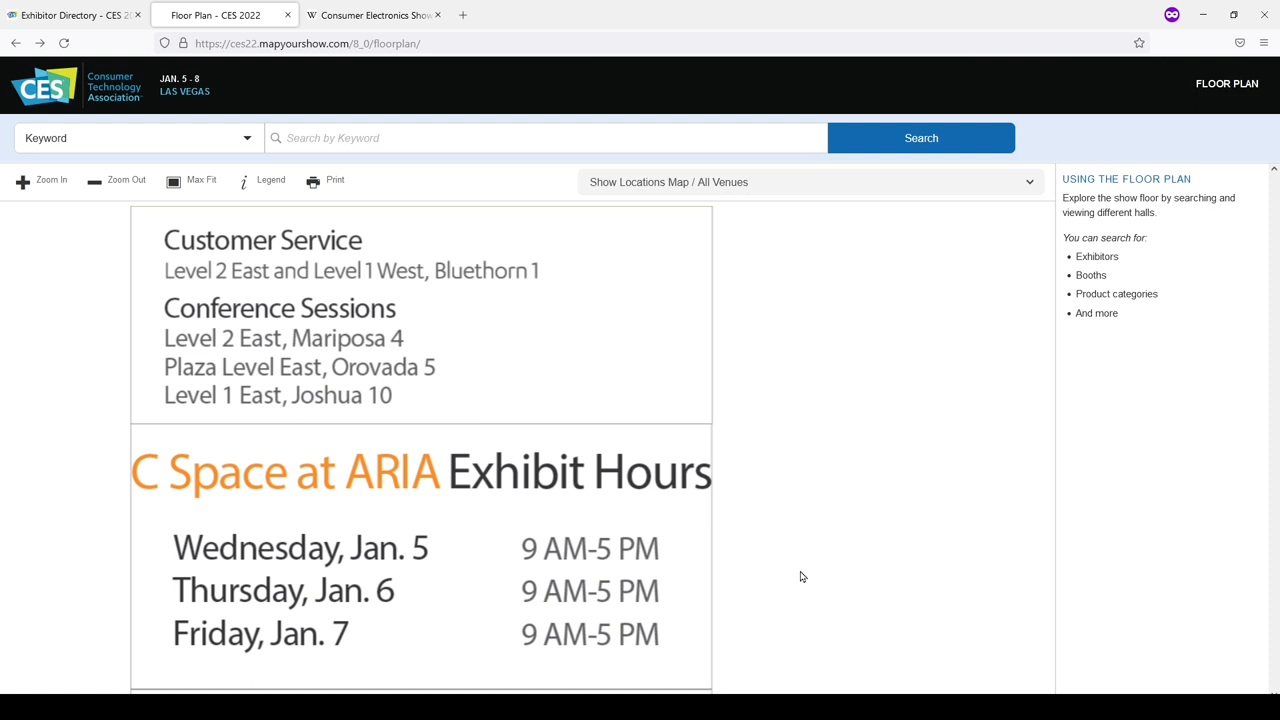 Exhibitor Directory - CES 20
Floor Plan - CES 2022
Consumer Electronics Show
https://ces22.mapyourshow.com/8_0/floorplan/
CES
Consumer
Technology
Association
JAN. 5 - 8
LAS VEGAS
FLOOR PLAN
Keyword
Search by Keyword
Search
Zoom In
Zoom Out
Max Fit
Legend
Print
Show Locations Map / All Venues
USING THE FLOOR PLAN
Explore the show floor by searching and
viewing different halls.
You can search for:
• Exhibitors
• Booths
• Product categories
• And more
Customer Service
Level 2 East and Level 1 West, Bluethorn 1
Conference Sessions
Level 2 East, Mariposa 4
Plaza Level East, Orovada 5
Level 1 East, Joshua 10
C Space at ARIA Exhibit Hours
Wednesday, Jan. 5 9 AM-5 PM
Thursday, Jan. 6 9 AM-5 PM
Friday, Jan. 7 9 AM-5 PM